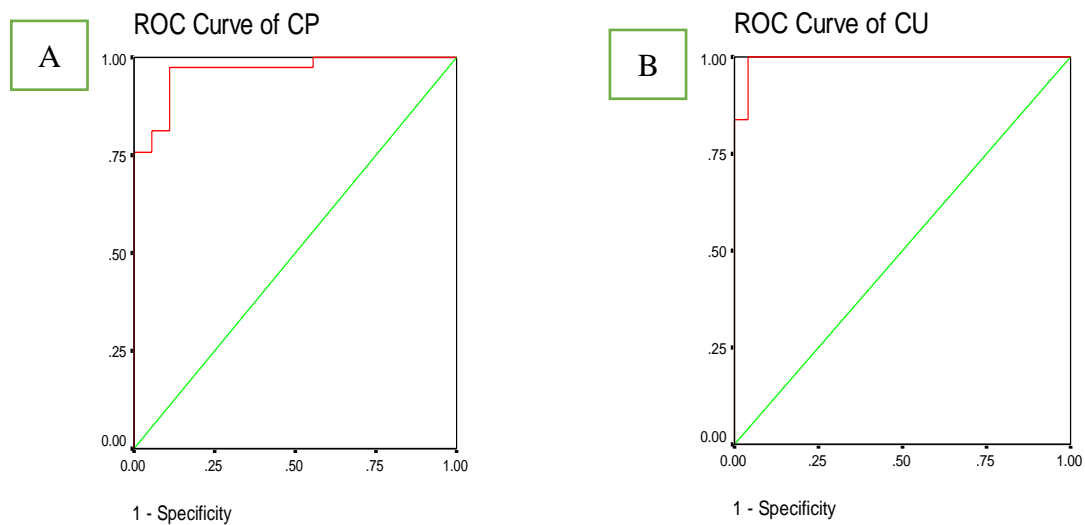 A
ROC Curve of CP
1.00
.75
.50
.25
0.00
0.00 .25 .50 .75 1.00
1 - Specificity
B
ROC Curve of CU
1.00
.75
.50
.25
0.00
0.00 .25 .50 .75 1.00
1 - Specificity